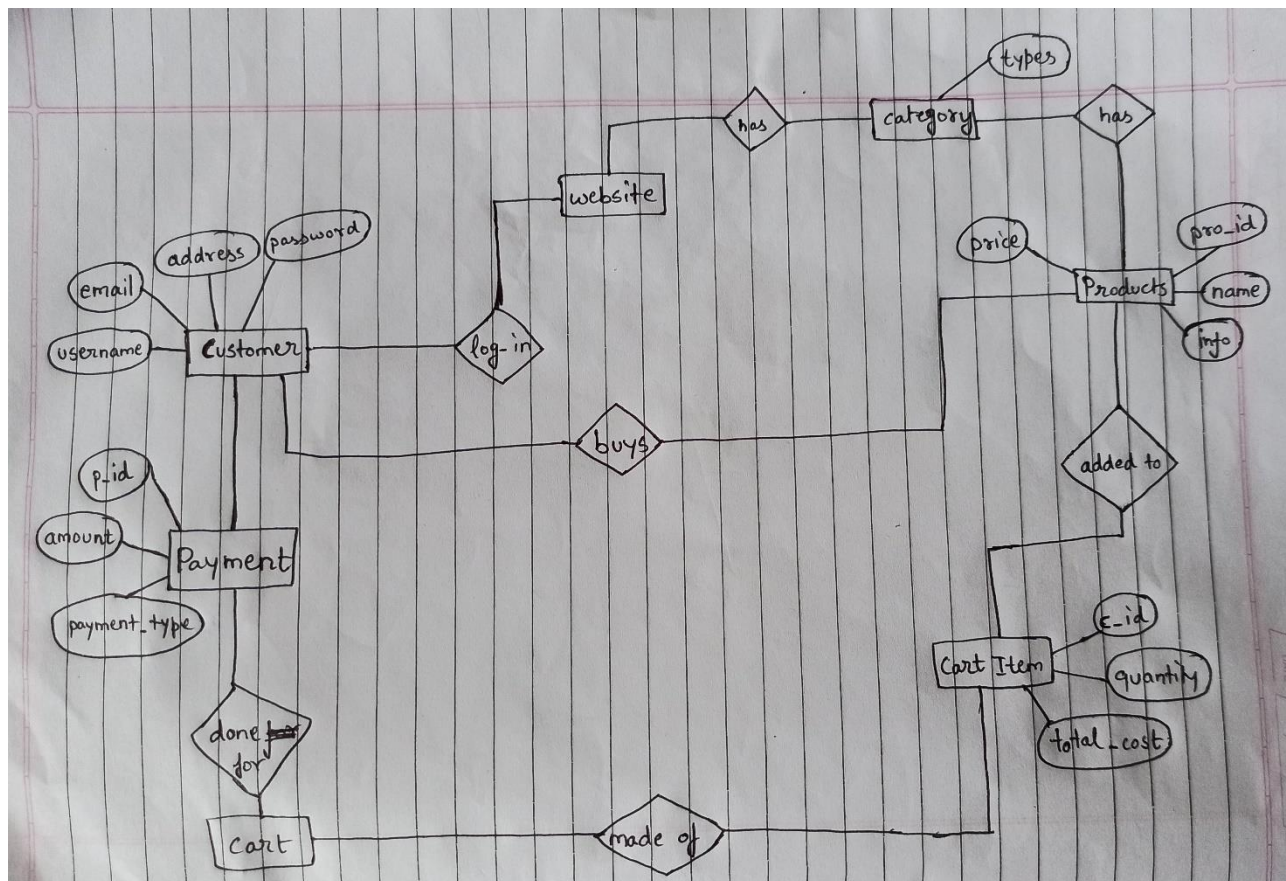 types
has
category
has
website
price
pro_id
Products
name
info
address
password
email
username
Customer
log-in
buys
added to
p_id
amount
Payment
payment_type
c_id
Cart Item
quantity
total_cost
done
for
cart
made of